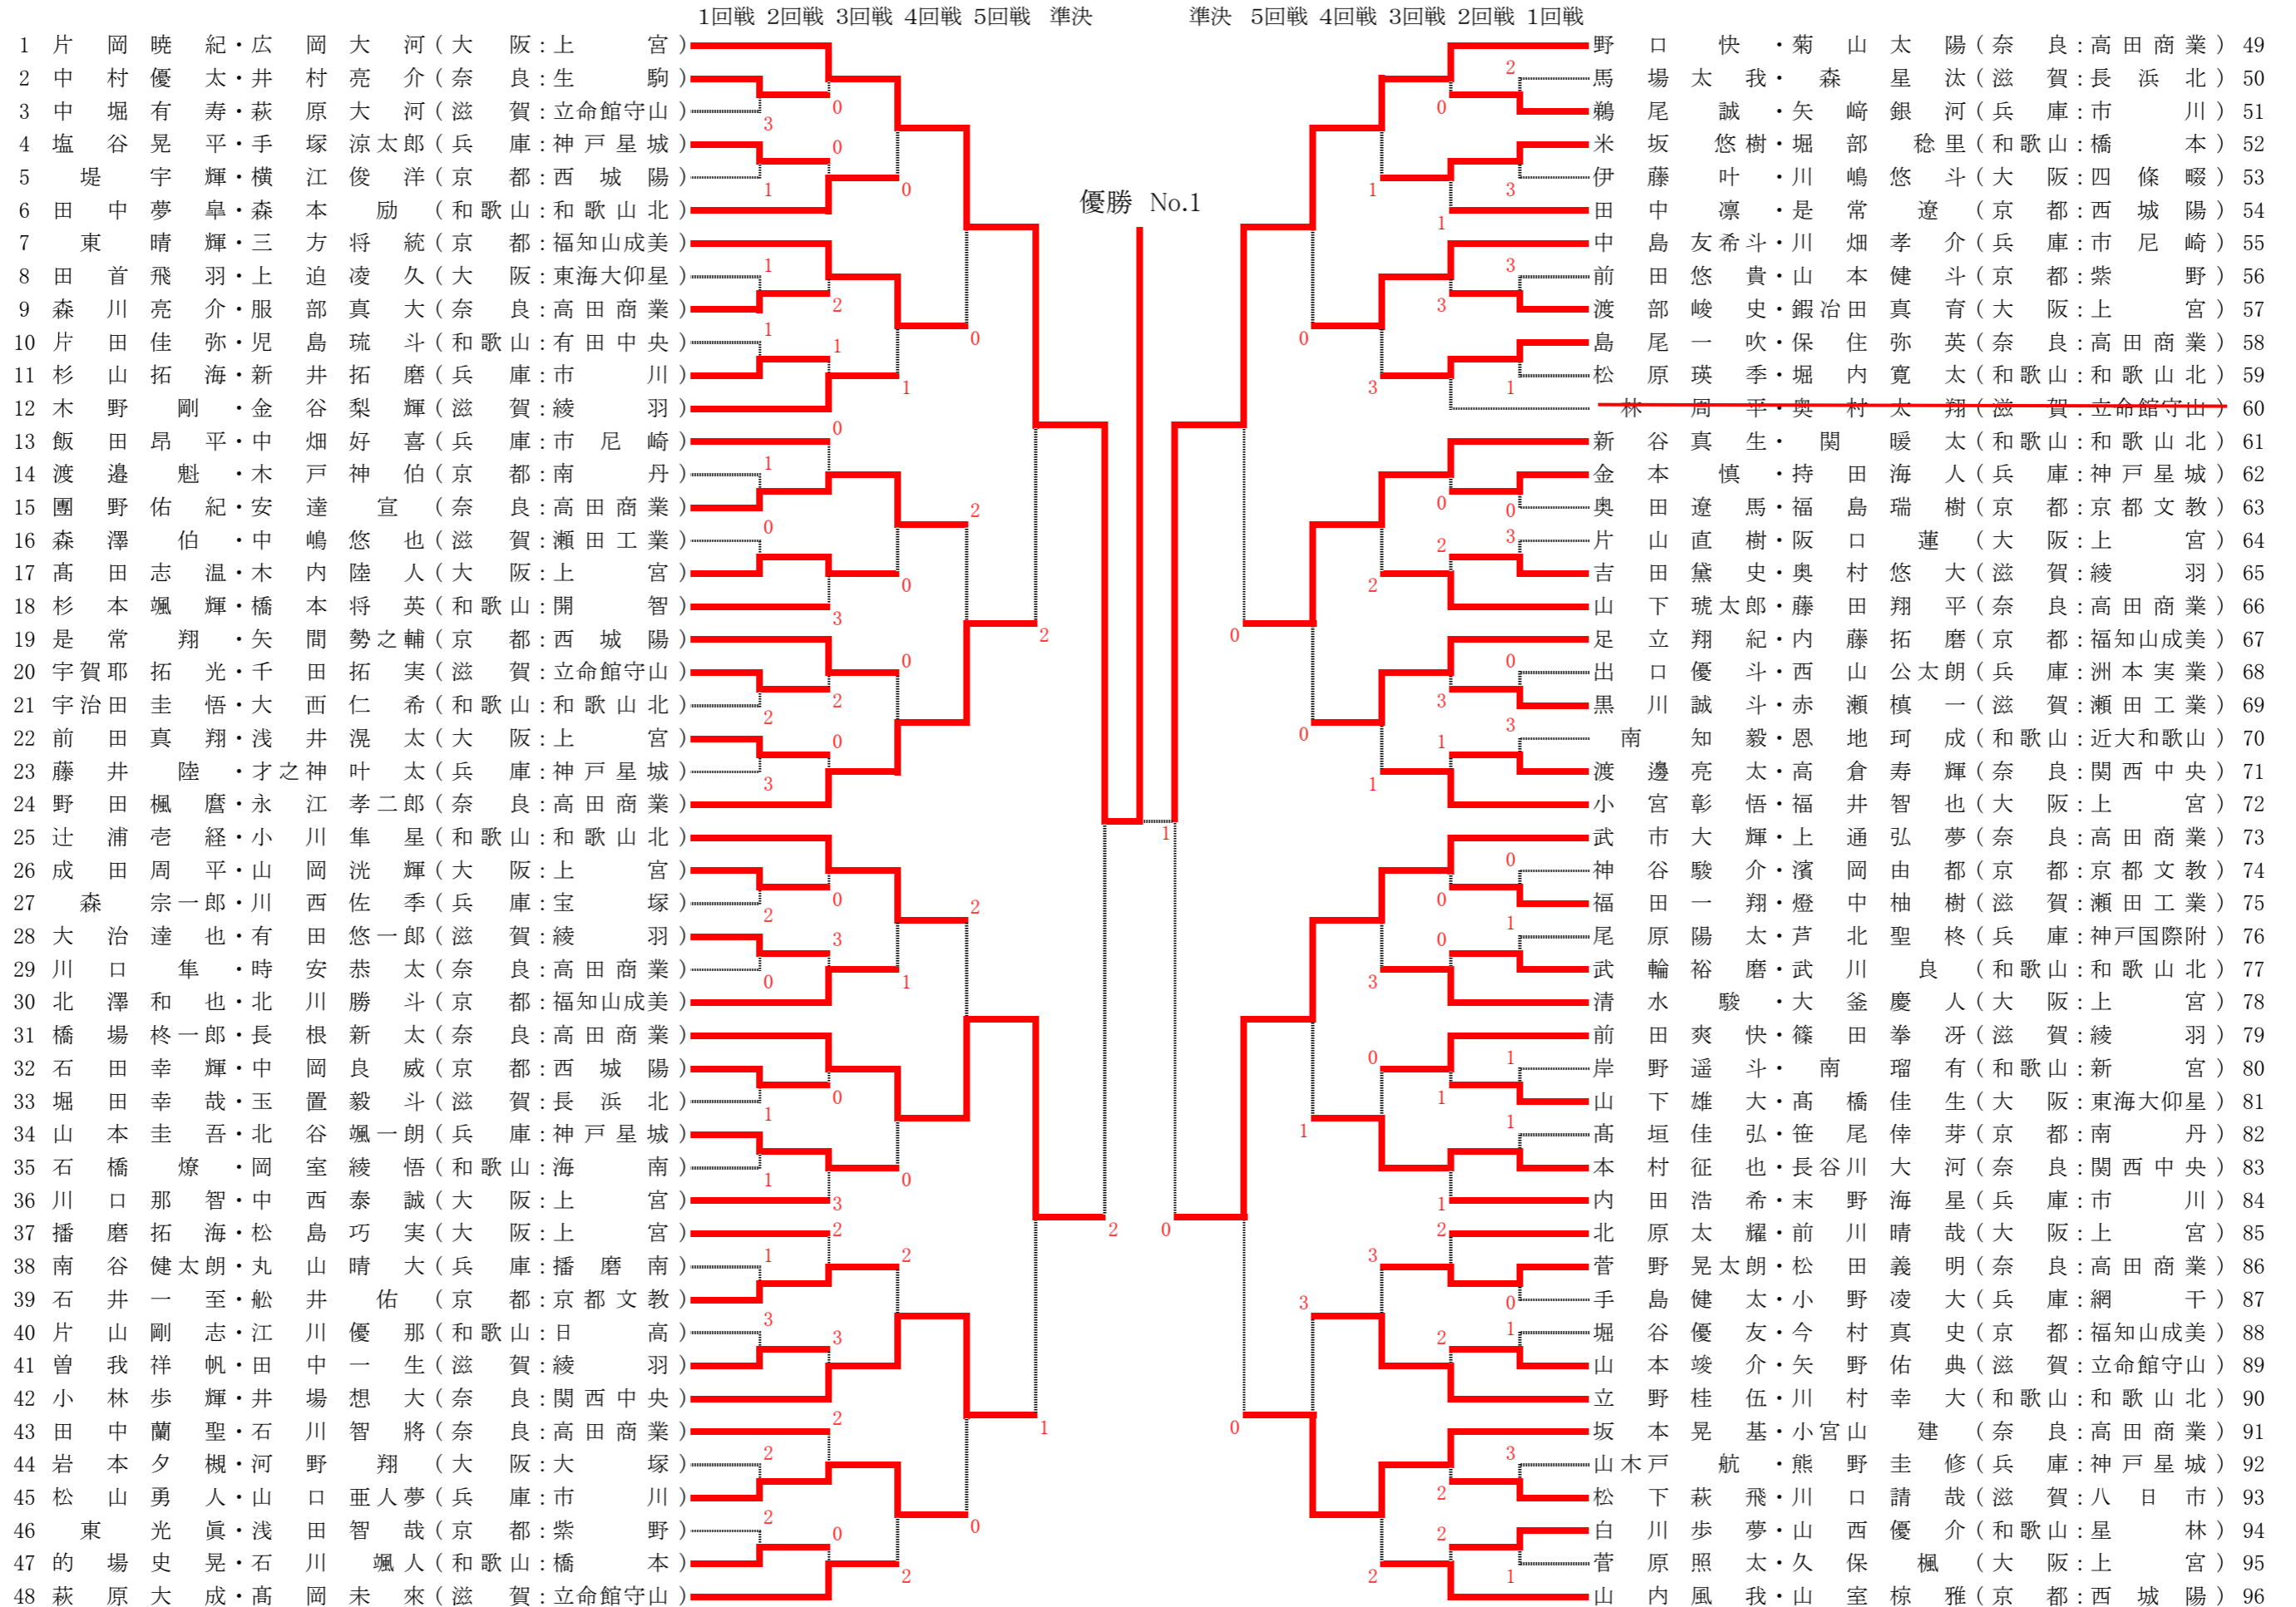 1回戦 2回戦 3回戦 4回戦 5回戦 準決 準決 5回戦 4回戦 3回戦 2回戦 1回戦
優勝 No.1
1 片岡暁紀・広岡大河(大阪:上宮)
2 中村優太・井村亮介(奈良:生駒)
3 中堀有寿・萩原大河(滋賀:立命館守山)
4 塩谷晃平・手塚涼太郎(兵庫:神戸星城)
5 堤宇輝・横江俊洋(京都:西城陽)
6 田中夢皐・森本励(和歌山:和歌山北)
7 東晴輝・三方将統(京都:福知山成美)
8 田首飛羽・上迫凌久(大阪:東海大仰星)
9 森川亮介・服部真大(奈良:高田商業)
10 片田佳弥・児島琉斗(和歌山:有田中央)
11 杉山拓海・新井拓磨(兵庫:市川)
12 木野剛・金谷梨輝(滋賀:綾羽)
13 飯田昂平・中畑好喜(兵庫:市尼崎)
14 渡邉魁・木戸神伯(京都:南丹)
15 團野佑紀・安達宣(奈良:高田商業)
16 森澤伯・中嶋悠也(滋賀:瀬田工業)
17 髙田志温・木内陸人(大阪:上宮)
18 杉本颯輝・橋本将英(和歌山:開智)
19 是常翔・矢間勢之輔(京都:西城陽)
20 宇賀耶拓光・千田拓実(滋賀:立命館守山)
21 宇治田圭悟・大西仁希(和歌山:和歌山北)
22 前田真翔・浅井滉太(大阪:上宮)
23 藤井陸・才之神叶太(兵庫:神戸星城)
24 野田楓麿・永江孝二郎(奈良:高田商業)
25 辻浦壱経・小川隼星(和歌山:和歌山北)
26 成田周平・山岡洸輝(大阪:上宮)
27 森宗一郎・川西佐季(兵庫:宝塚)
28 大治達也・有田悠一郎(滋賀:綾羽)
29 川口隼・時安恭太(奈良:高田商業)
30 北澤和也・北川勝斗(京都:福知山成美)
31 橋場柊一郎・長根新太(奈良:高田商業)
32 石田幸輝・中岡良威(京都:西城陽)
33 堀田幸哉・玉置毅斗(滋賀:長浜北)
34 山本圭吾・北谷颯一朗(兵庫:神戸星城)
35 石橋燎・岡室綾悟(和歌山:海南)
36 川口那智・中西泰誠(大阪:上宮)
37 播磨拓海・松島巧実(大阪:上宮)
38 南谷健太朗・丸山晴大(兵庫:播磨南)
39 石井一至・舩井佑(京都:京都文教)
40 片山剛志・江川優那(和歌山:日高)
41 曽我祥帆・田中一生(滋賀:綾羽)
42 小林歩輝・井場想大(奈良:関西中央)
43 田中蘭聖・石川智將(奈良:高田商業)
44 岩本夕槻・河野翔(大阪:大塚)
45 松山勇人・山口亜人夢(兵庫:市川)
46 東光眞・浅田智哉(京都:紫野)
47 的場史晃・石川颯人(和歌山:橋本)
48 萩原大成・髙岡未來(滋賀:立命館守山)
野口快・菊山太陽(奈良:高田商業) 49
馬場太我・森星汰(滋賀:長浜北) 50
鵜尾誠・矢﨑銀河(兵庫:市川) 51
米坂悠樹・堀部稔里(和歌山:橋本) 52
伊藤叶・川嶋悠斗(大阪:四條畷) 53
田中凛・是常遼(京都:西城陽) 54
中島友希斗・川畑孝介(兵庫:市尼崎) 55
前田悠貴・山本健斗(京都:紫野) 56
渡部峻史・鍜冶田真育(大阪:上宮) 57
島尾一吹・保住弥英(奈良:高田商業) 58
松原瑛季・堀内寛太(和歌山:和歌山北) 59
林周平・奥村太翔(滋賀:立命館守山) 60
新谷真生・関暖太(和歌山:和歌山北) 61
金本慎・持田海人(兵庫:神戸星城) 62
奥田遼馬・福島瑞樹(京都:京都文教) 63
片山直樹・阪口蓮(大阪:上宮) 64
吉田黛史・奥村悠大(滋賀:綾羽) 65
山下琥太郎・藤田翔平(奈良:高田商業) 66
足立翔紀・内藤拓磨(京都:福知山成美) 67
出口優斗・西山公太朗(兵庫:洲本実業) 68
黒川誠斗・赤瀬槙一(滋賀:瀬田工業) 69
南知毅・恩地珂成(和歌山:近大和歌山) 70
渡邊亮太・高倉寿輝(奈良:関西中央) 71
小宮彰悟・福井智也(大阪:上宮) 72
武市大輝・上通弘夢(奈良:高田商業) 73
神谷駿介・濱岡由都(京都:京都文教) 74
福田一翔・燈中柚樹(滋賀:瀬田工業) 75
尾原陽太・芦北聖柊(兵庫:神戸国際附) 76
武輪裕磨・武川良(和歌山:和歌山北) 77
清水駿・大釜慶人(大阪:上宮) 78
前田爽快・篠田拳冴(滋賀:綾羽) 79
岸野遥斗・南瑠有(和歌山:新宮) 80
山下雄大・髙橋佳生(大阪:東海大仰星) 81
髙垣佳弘・笹尾倖芽(京都:南丹) 82
本村征也・長谷川大河(奈良:関西中央) 83
内田浩希・末野海星(兵庫:市川) 84
北原太耀・前川晴哉(大阪:上宮) 85
菅野晃太朗・松田義明(奈良:高田商業) 86
手島健太・小野凌大(兵庫:網干) 87
堀谷優友・今村真史(京都:福知山成美) 88
山本竣介・矢野佑典(滋賀:立命館守山) 89
立野桂伍・川村幸大(和歌山:和歌山北) 90
坂本晃基・小宮山建(奈良:高田商業) 91
山木戸航・熊野圭修(兵庫:神戸星城) 92
松下萩飛・川口請哉(滋賀:八日市) 93
白川歩夢・山西優介(和歌山:星林) 94
菅原照太・久保楓(大阪:上宮) 95
山内風我・山室椋雅(京都:西城陽) 96